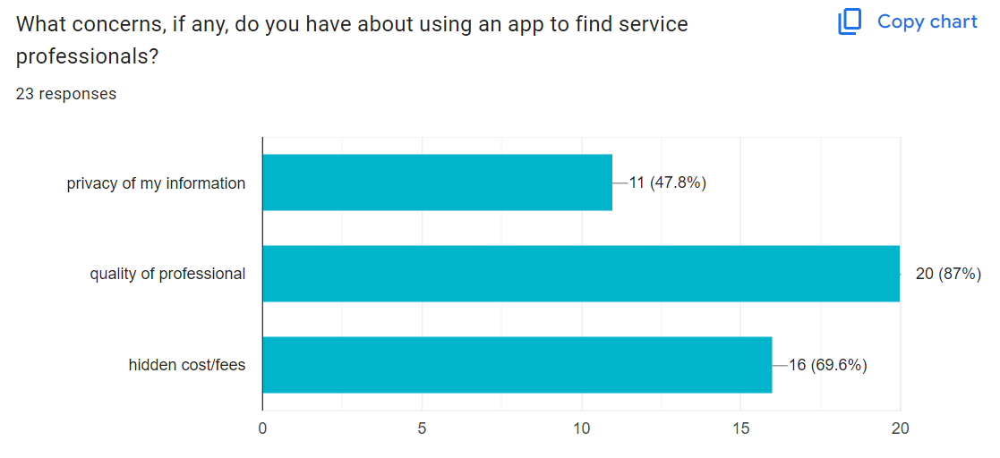 What concerns, if any, do you have about using an app to find service
professionals?
Copy chart
23 responses
privacy of my information
11 (47.8%)
quality of professional
20 (87%)
hidden cost/fees
16 (69.6%)
0 5 10 15 20